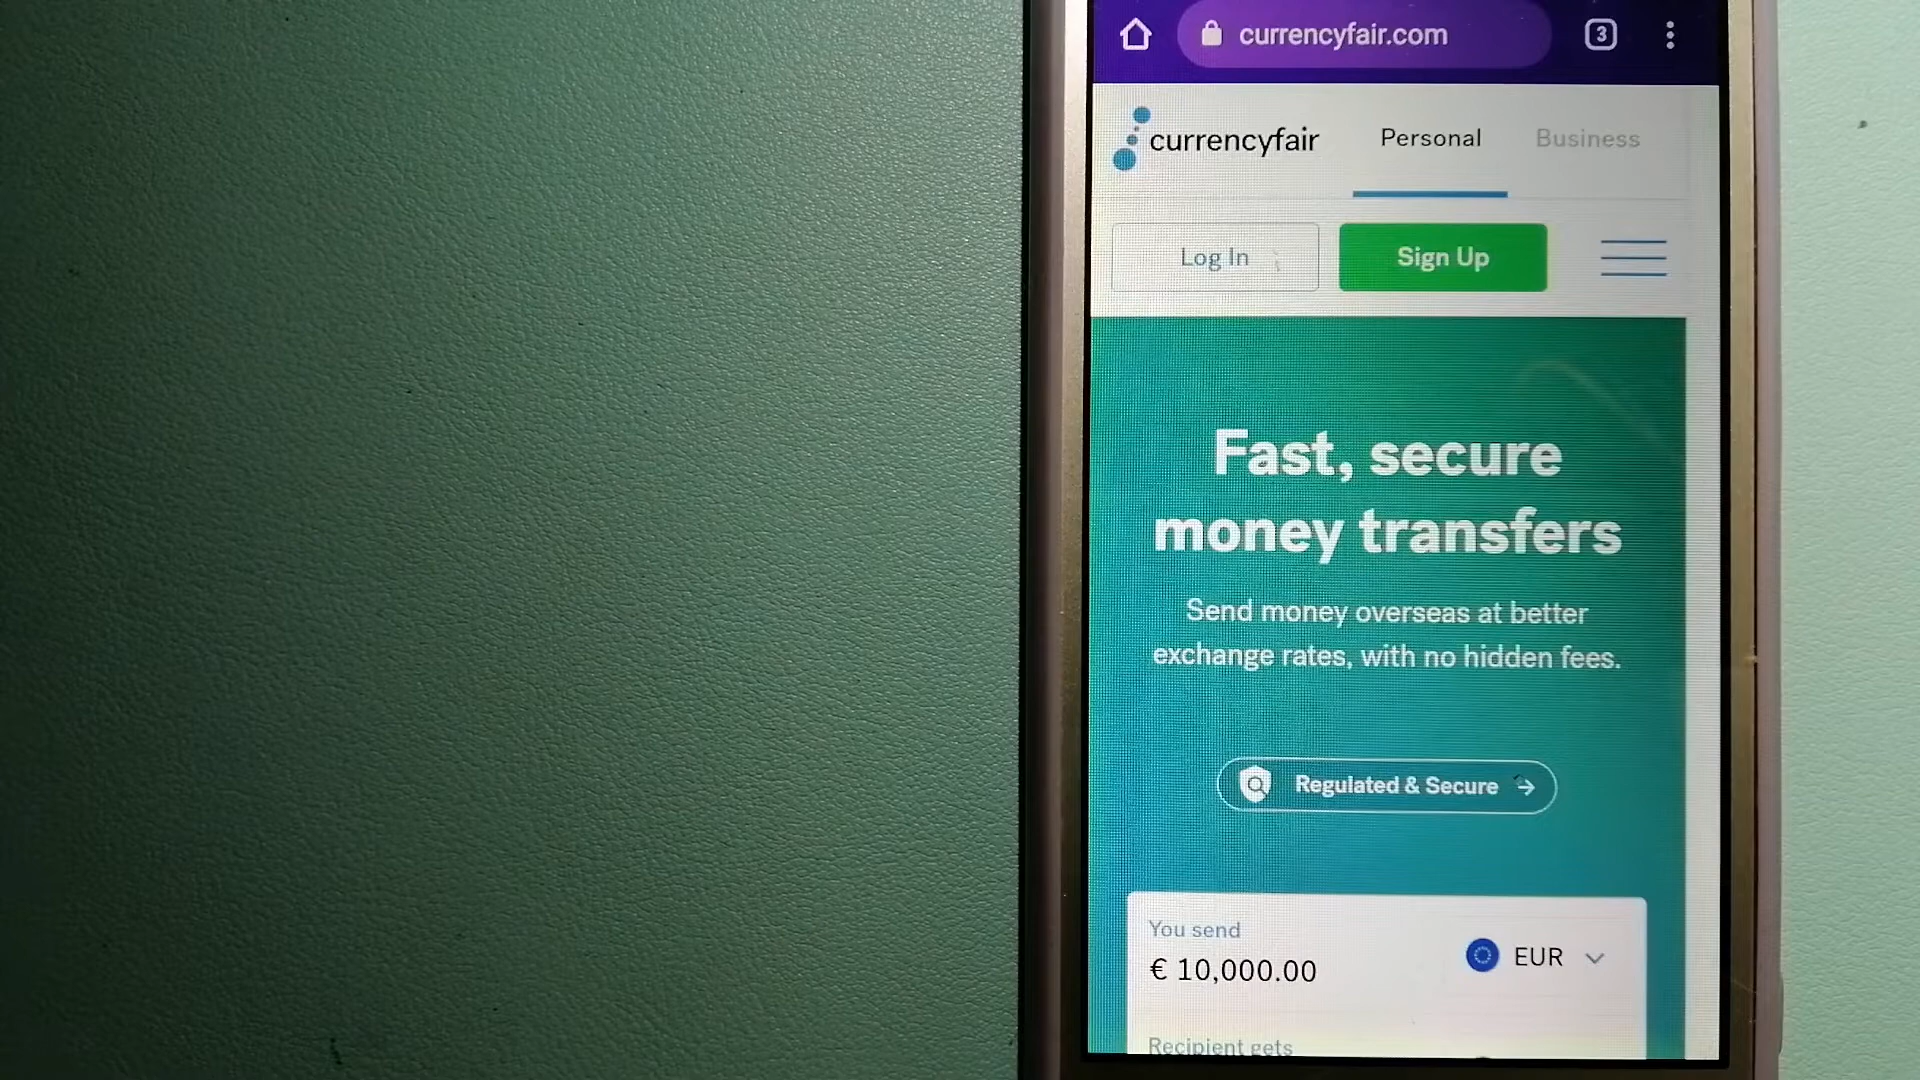 currencyfair.com 3
currencyfair Personal Business
Log In Sign Up
Fast, secure
money transfers
Send money overseas at better
exchange rates, with no hidden fees.
Regulated & Secure
You send
€ 10,000.00 EUR
Recipient gets